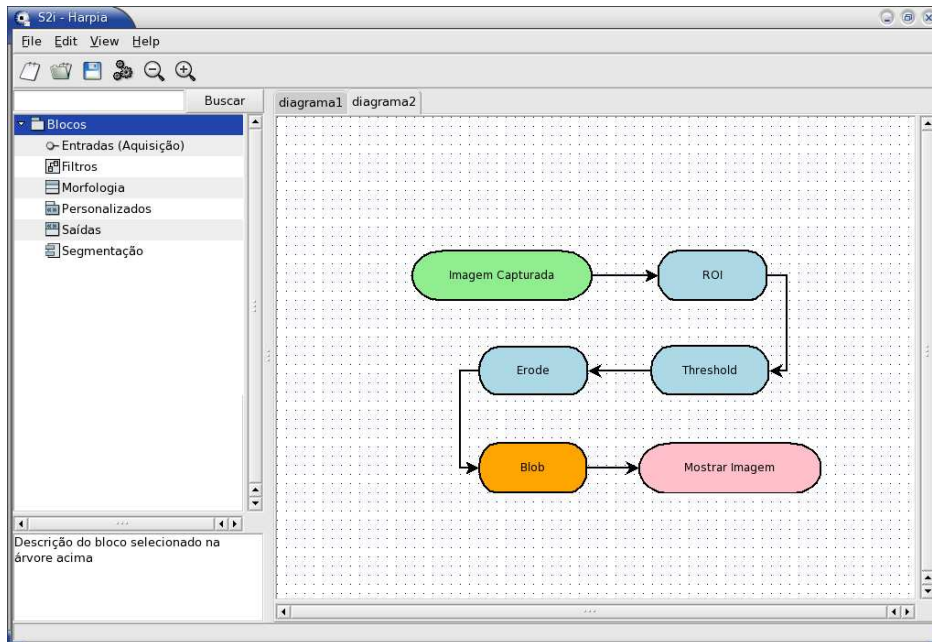 S2i - Harpia
File Edit View Help
Buscar
diagrama1 diagrama2
Blocos
Entradas (Aquisição)
Filtros
Morfologia
Personalizados
Saídas
Segmentação
Imagem Capturada
ROI
Erode
Threshold
Blob
Mostrar Imagem
Descrição do bloco selecionado na
árvore acima